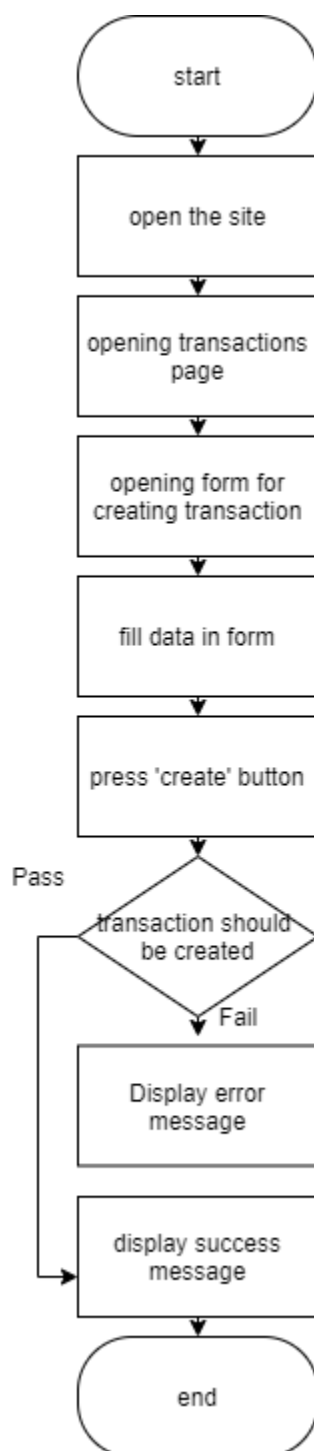 start
open the site
opening transactions
page
opening form for
creating transaction
fill data in form
press 'create' button
Pass
transaction should
be created
Fail
Display error
message
display success
message
end